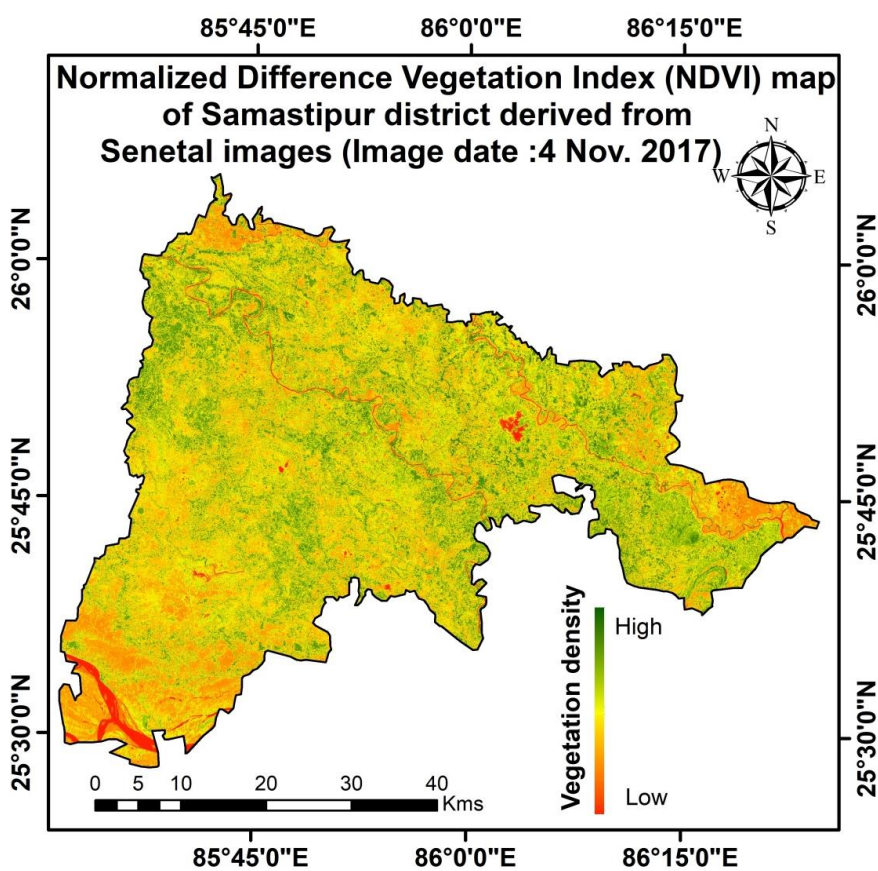 85°45'0"E 86°0'0"E 86°15'0"E
Normalized Difference Vegetation Index (NDVI) map
of Samastipur district derived from
Senetal images (Image date :4 Nov. 2017)
N
W E
S
26°0'0"N 26°0'0"N
25°45'0"N 25°45'0"N
25°30'0"N 25°30'0"N
Vegetation density
High
Low
0 5 10 20 30 40
Kms
85°45'0"E 86°0'0"E 86°15'0"E